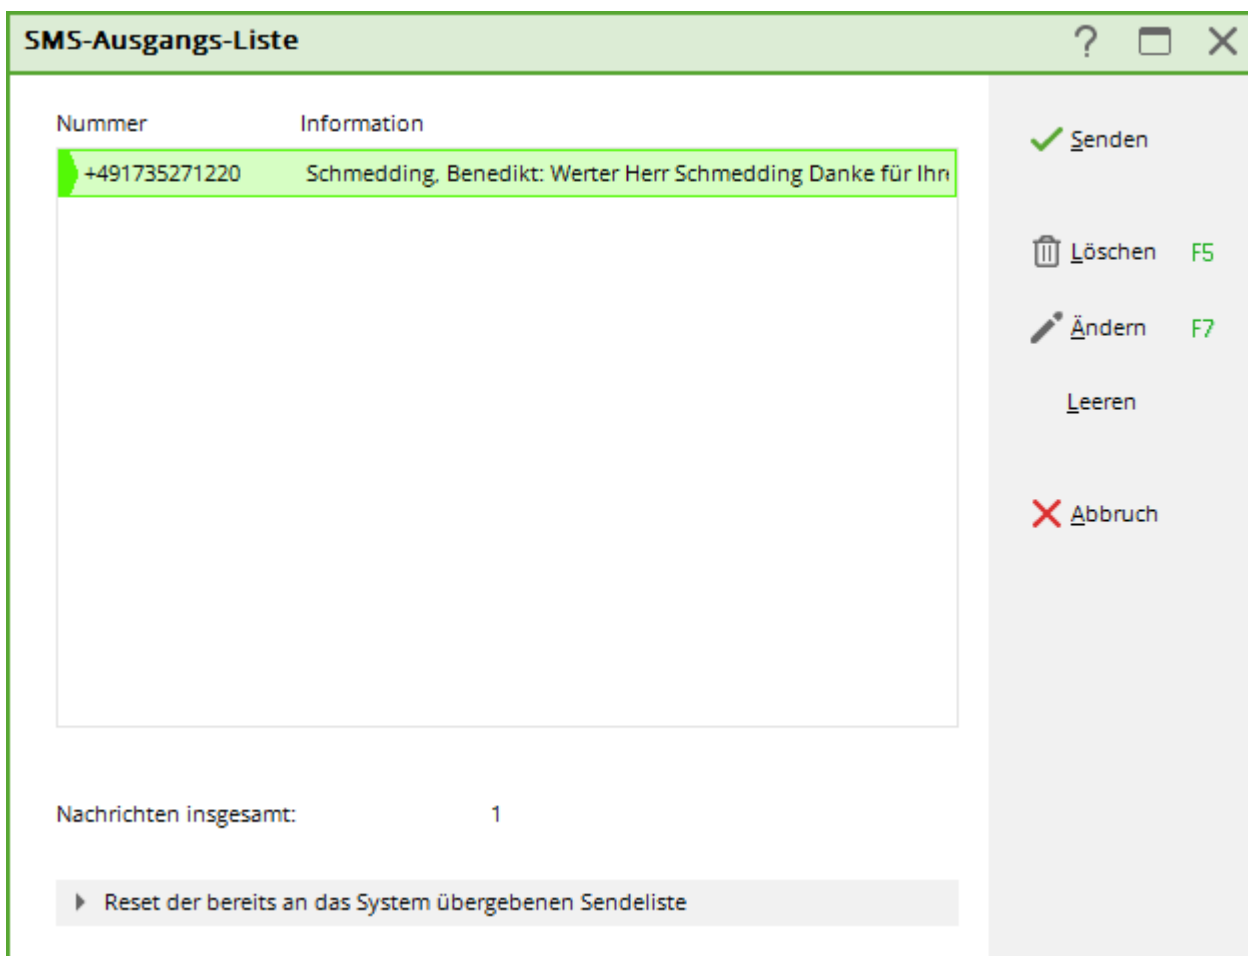 SMS-Ausgangs-Liste
Nummer Information
+491735271220 Schmedding, Benedikt: Werter Herr Schmedding Danke für Ihr
Senden
Löschen F5
Ändern F7
Leeren
Abbruch
Nachrichten insgesamt: 1
Reset der bereits an das System übergebenen Sendeliste